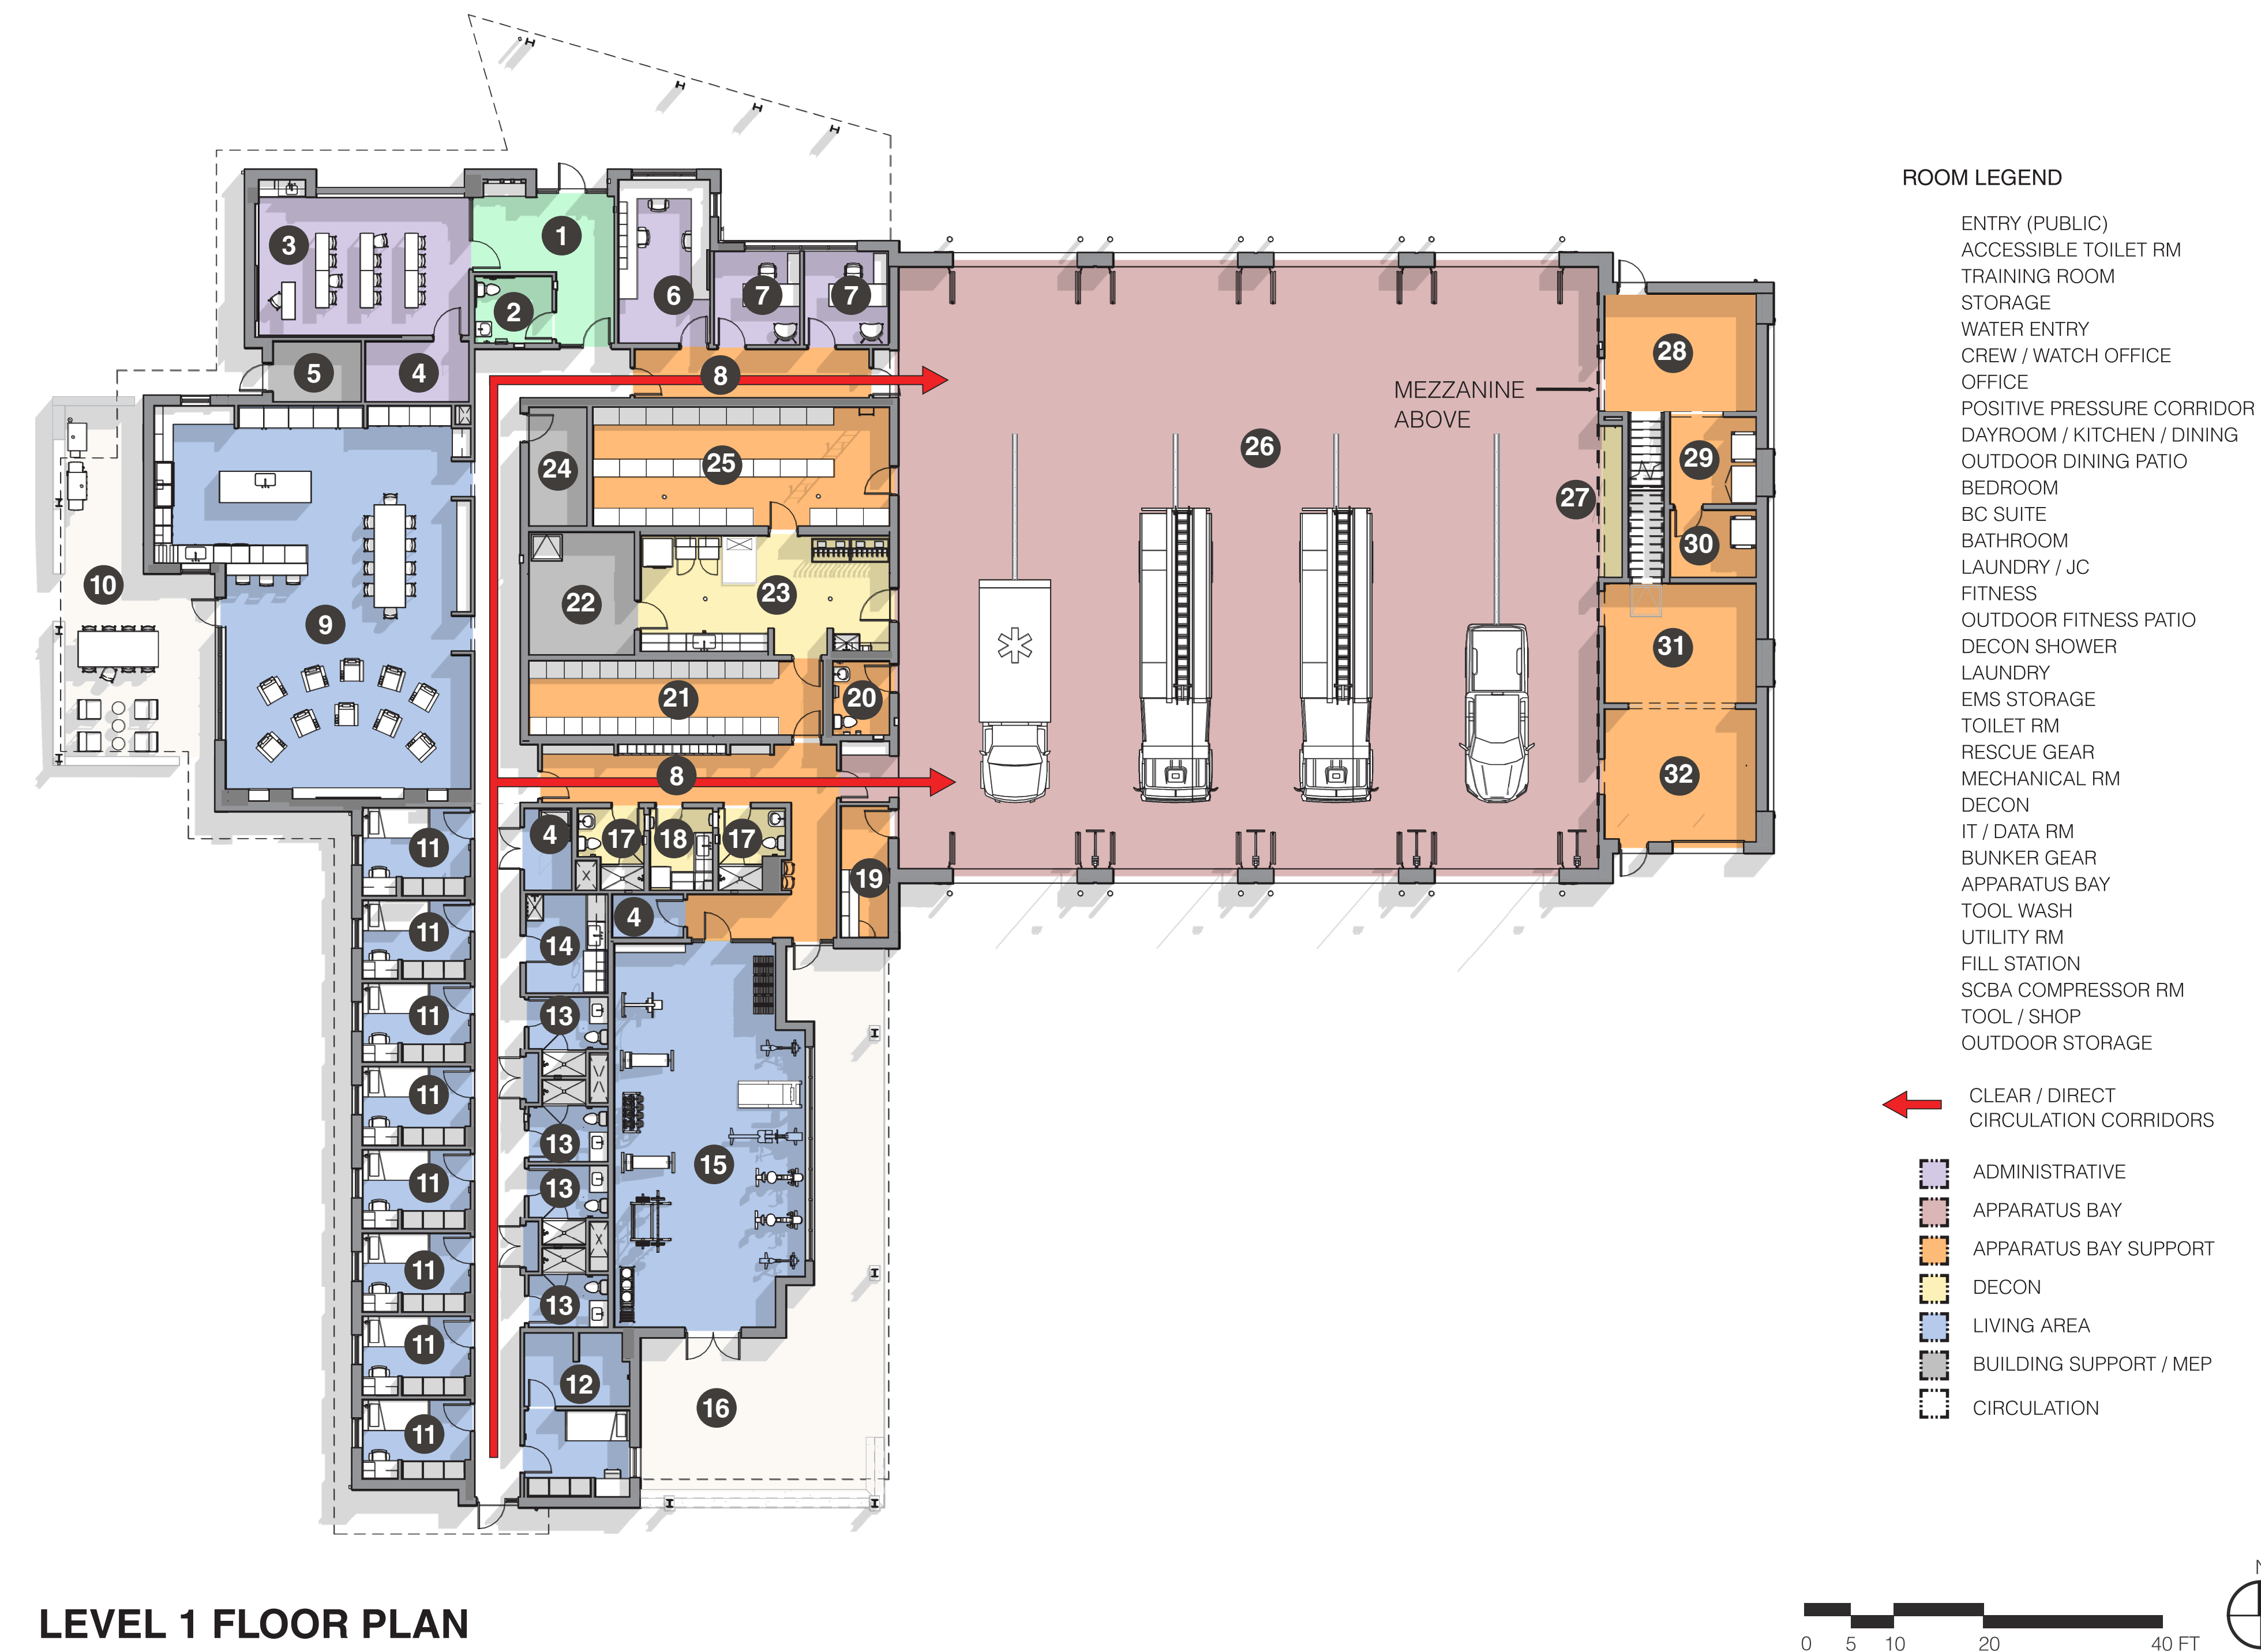 1
3
2
6
7
7
5
4
8
28
MEZZANINE
ABOVE
26
24
25
29
27
30
10
22
23
9
31
21
20
8
32
11
4
17
18
17
19
11
4
14
11
13
11
13
15
11
13
11
13
11
12
16
11
ROOM LEGEND
ENTRY (PUBLIC)
ACCESSIBLE TOILET RM
TRAINING ROOM
STORAGE
WATER ENTRY
CREW / WATCH OFFICE
OFFICE
POSITIVE PRESSURE CORRIDOR
DAYROOM / KITCHEN / DINING
OUTDOOR DINING PATIO
BEDROOM
BC SUITE
BATHROOM
LAUNDRY / JC
FITNESS
OUTDOOR FITNESS PATIO
DECON SHOWER
LAUNDRY
EMS STORAGE
TOILET RM
RESCUE GEAR
MECHANICAL RM
DECON
IT / DATA RM
BUNKER GEAR
APPARATUS BAY
TOOL WASH
UTILITY RM
FILL STATION
SCBA COMPRESSOR RM
TOOL / SHOP
OUTDOOR STORAGE
CLEAR / DIRECT
CIRCULATION CORRIDORS
ADMINISTRATIVE
APPARATUS BAY
APPARATUS BAY SUPPORT
DECON
LIVING AREA
BUILDING SUPPORT / MEP
CIRCULATION
LEVEL 1 FLOOR PLAN
0 5 10 20 40 FT